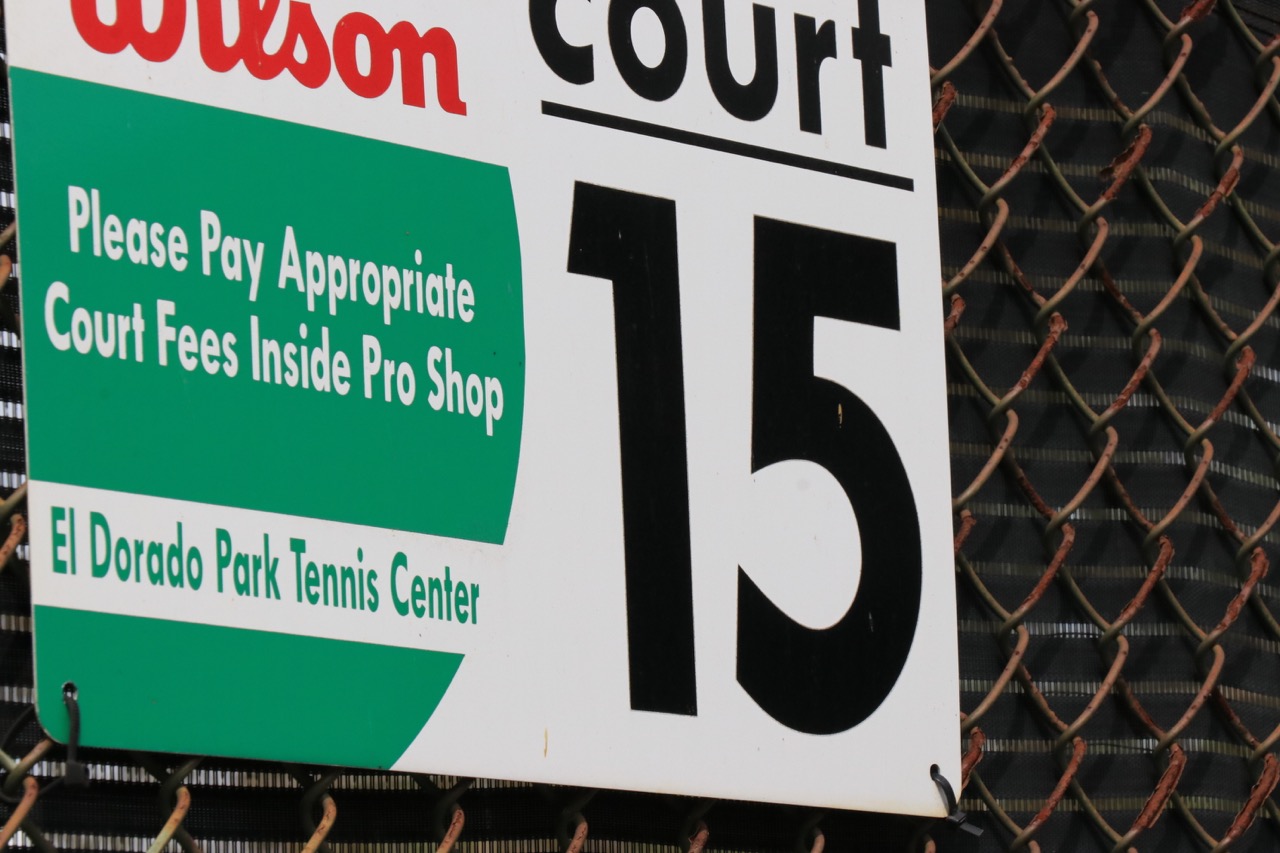 Wilson
court
15
Please Pay Appropriate
Court Fees Inside Pro Shop
El Dorado Park Tennis Center